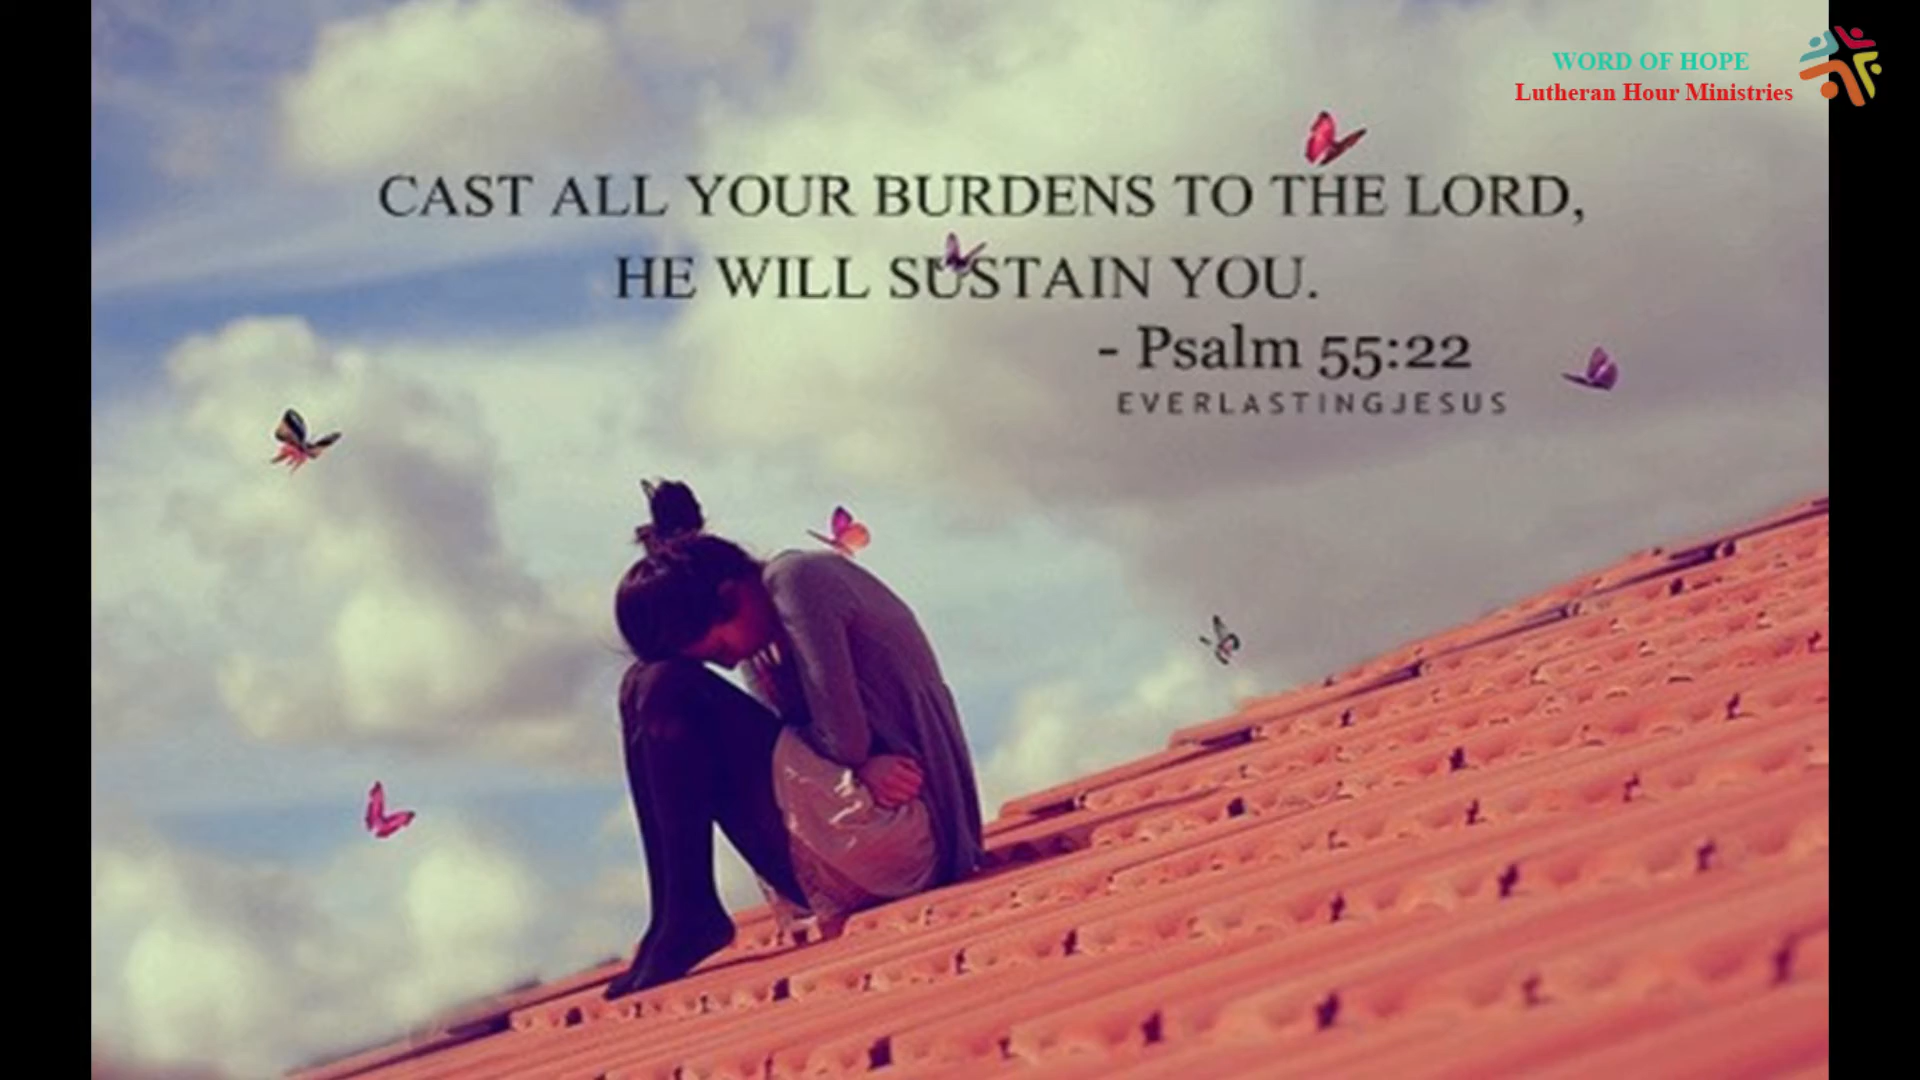 WORD OF HOPE
Lutheran Hour Ministries
CAST ALL YOUR BURDENS TO THE LORD,
HE WILL SUSTAIN YOU.
- Psalm 55:22
EVERLASTINGJESUS